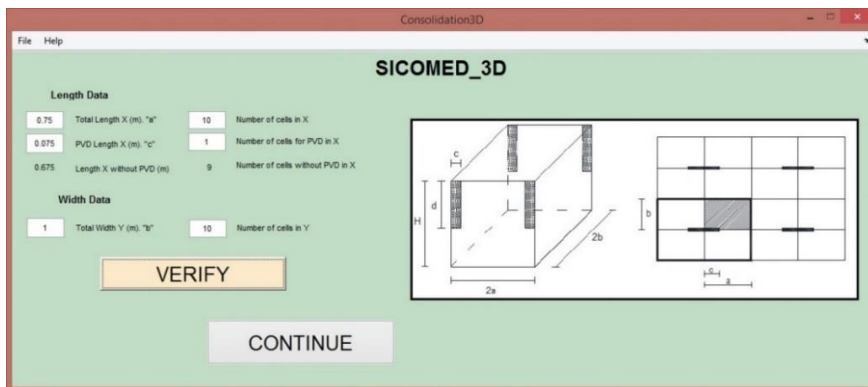 Consolidation3D
File Help
SICOMED_3D
Length Data
0.75 Total Length X (m). "a" 10 Number of cells in X
0.075 PVD Length X (m). "c" 1 Number of cells for PVD in X
0.675 Length X without PVD (m) 9 Number of cells without PVD in X
Width Data
1 Total Width Y (m). "b" 10 Number of cells in Y
VERIFY
CONTINUE
c
d
H
2b
2a
b
c
a